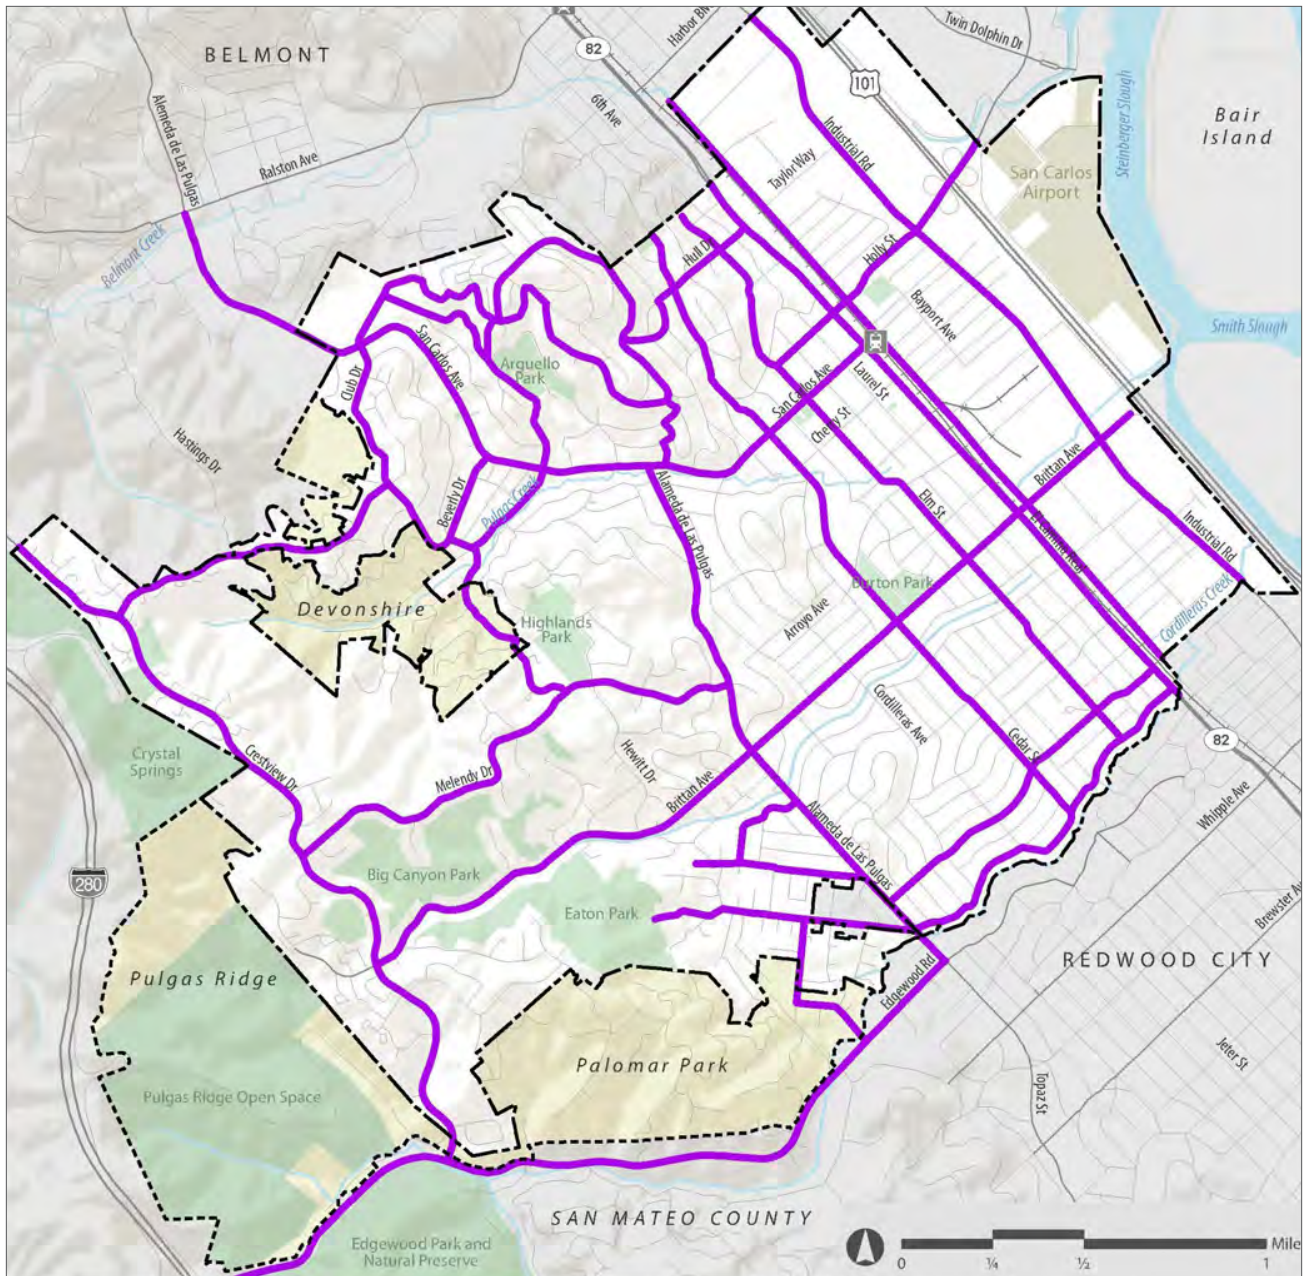 BELMONT
82
Harbor Blv
Twin Dolphin Dr
101
Alemeda de Las Pulgas
6th Ave
Bair
Island
Steinberger Slough
Industrial Rd
Ralston Ave
Taylor Way
San Carlos
Airport
Belmont Creek
Hull Dr
Holly St
Bayport Ave
Smith Slough
San Carlos Ave
Arguello
Park
Club Dr
San Carlos Ave
Laurel St
Cherry St
Hastings Dr
Brittan Ave
Beverly Dr
Pulgas Creek
Alameda de Las Pulgas
Elm St
El Camino Real
Industrial Rd
Devonshire
Highlands
Park
Burton Park
Arroyo Ave
Cordilleras Creek
Crystal
Springs
Crestview Dr
Melendy Dr
Hewitt Dr
Brittan Ave
Cordilleras Ave
Cedar St
82
Whipple Ave
Alameda de Las Pulgas
280
Big Canyon Park
Eaton Park
Brewster Av
Pulgas Ridge
REDWOOD CITY
Edgewood Rd
Palomar Park
Jeter St
Topaz St
Pulgas Ridge Open Space
SAN MATEO COUNTY
Edgewood Park and
Natural Preserve
Mile
0 ¼ ½ 1